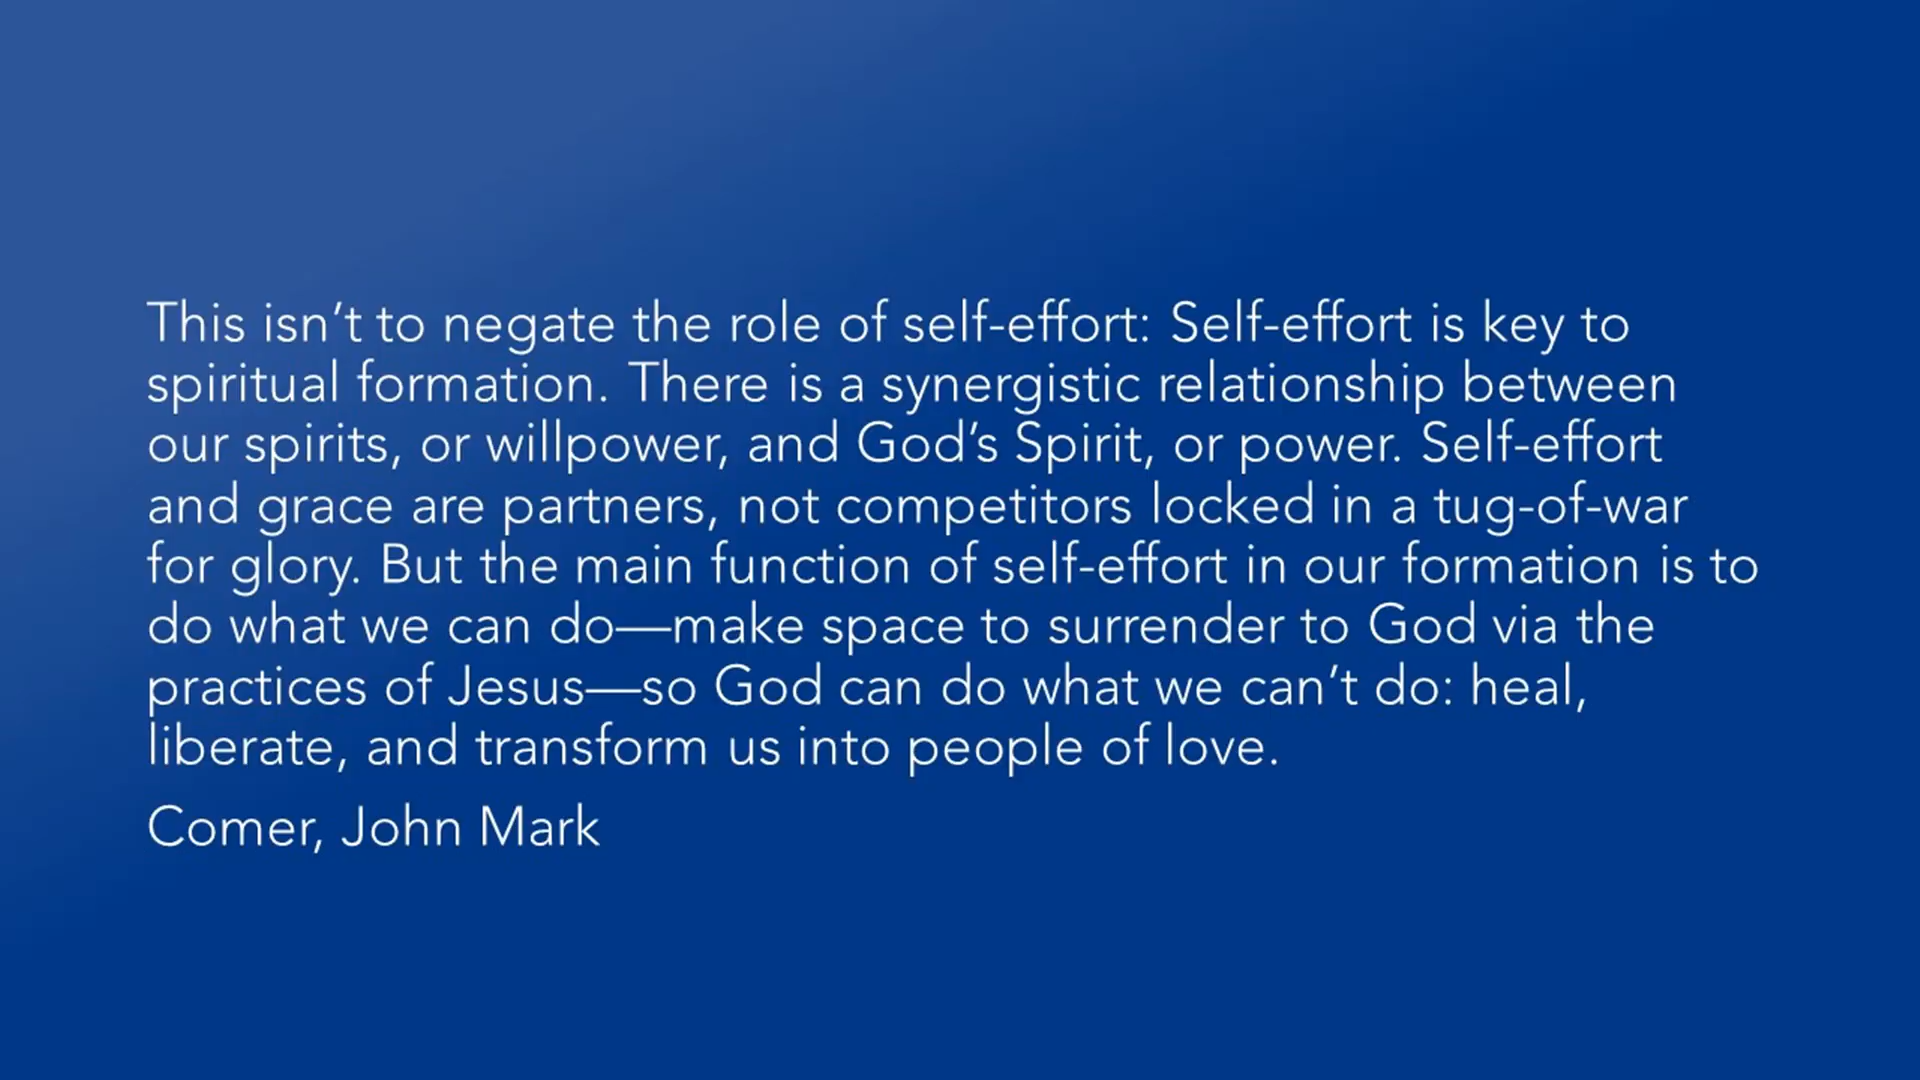 This isn’t to negate the role of self-effort: Self-effort is key to
spiritual formation. There is a synergistic relationship between
our spirits, or willpower, and God’s Spirit, or power. Self-effort
and grace are partners, not competitors locked in a tug-of-war
for glory. But the main function of self-effort in our formation is to
do what we can do—make space to surrender to God via the
practices of Jesus—so God can do what we can’t do: heal,
liberate, and transform us into people of love.
Comer, John Mark